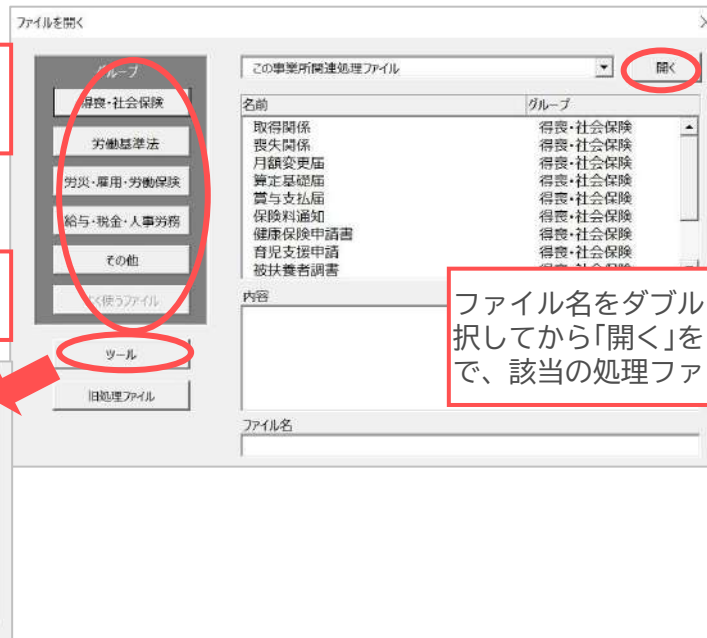 ファイルを開く
グループ
得喪・社会保険
労働基準法
労災・雇用・労働保険
給与・税金・人事労務
その他
よく使うファイル
ツール
旧処理ファイル
この事業所関連処理ファイル
開く
名前 グループ
取得関係 得喪・社会保険
喪失関係 得喪・社会保険
月額変更届 得喪・社会保険
算定基礎届 得喪・社会保険
賞与支払届 得喪・社会保険
保険料通知 得喪・社会保険
健康保険申請書 得喪・社会保険
育児支援申請 得喪・社会保険
被扶養者調書
内容
ファイル名をダブル
択してから「開く」を
で、該当の処理ファ
ファイル名